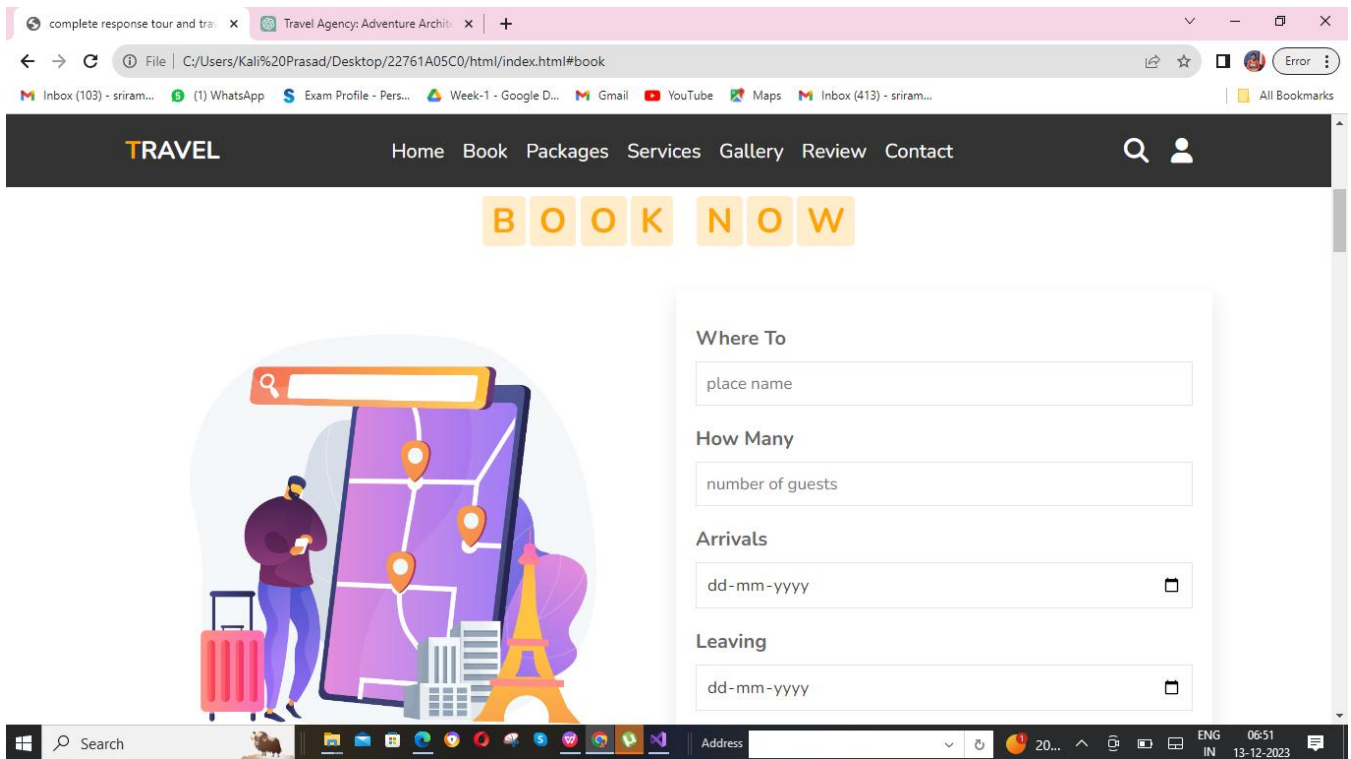 complete response tour and tra
Travel Agency: Adventure Archit
File C:/Users/Kali%20Prasad/Desktop/22761A05C0/html/index.html#book
Error
Inbox (103) - sriram... (1) WhatsApp Exam Profile - Pers... Week-1 - Google D... Gmail YouTube Maps Inbox (413) - sriram... All Bookmarks
TRAVEL Home Book Packages Services Gallery Review Contact
BOOK NOW
Where To
place name
How Many
number of guests
Arrivals
dd-mm-yyyy
Leaving
dd-mm-yyyy
Search Address 20... ENG 06:51
IN 13-12-2023